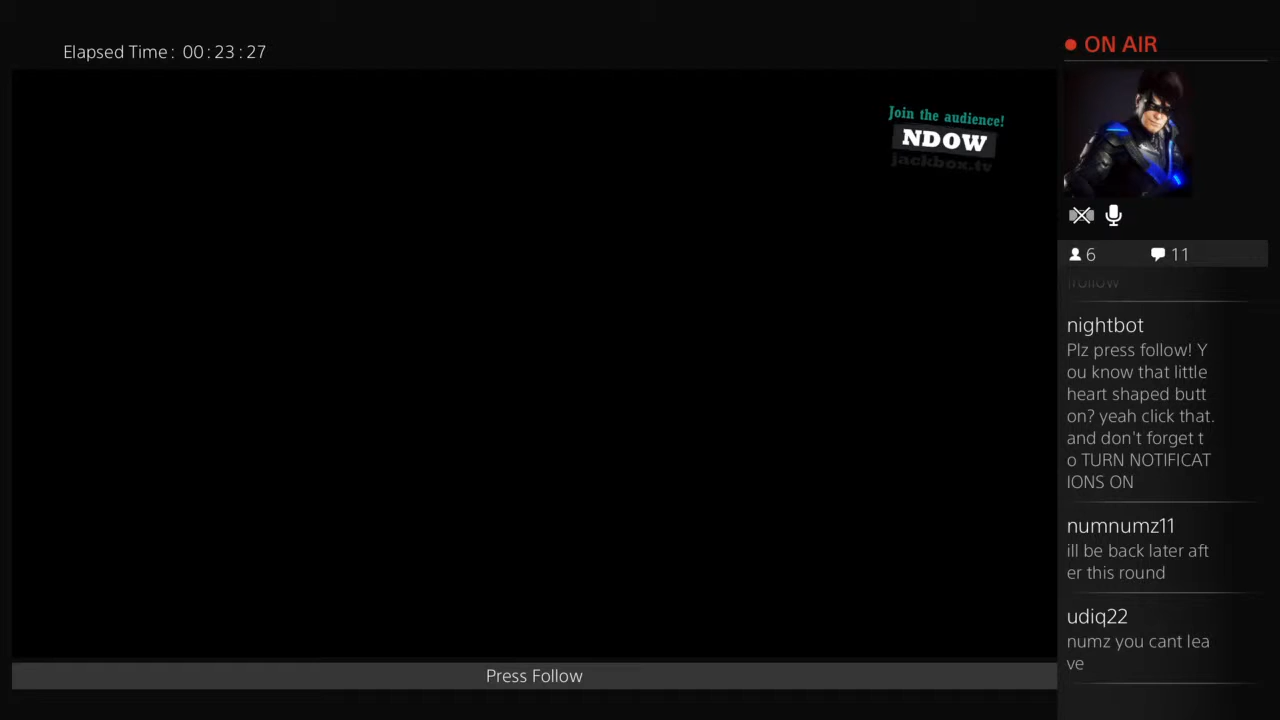 Elapsed Time: 00:23:27
ON AIR
Join the audience!
NDOW
jackbox.tv
6 11
follow
nightbot
Plz press follow! Y
ou know that little
heart shaped butt
on? yeah click that.
and don't forget t
o TURN NOTIFICAT
IONS ON
numnumz11
ill be back later aft
er this round
udiq22
numz you cant lea
ve
Press Follow